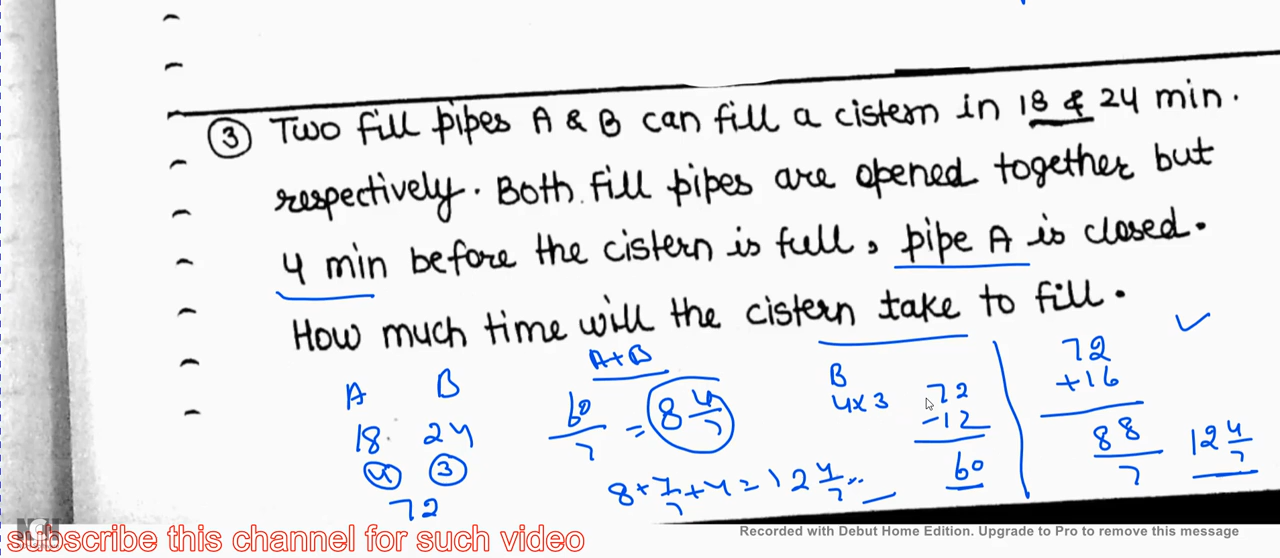 ③ Two fill pipes A & B can fill a cistern in 18 & 24 min.
respectively. Both fill pipes are opened together but
4 min before the cistern is full, pipe A is closed.
How much time will the cistern take to fill.
A B
18 24
④ ③
72
A+B
60/7 = 8 4/7
8+7/7+4=12 4/7
B
4x3
72
-12
60
72
+16
88/7 12 4/7
subscribe this channel for such video
Recorded with Debut Home Edition. Upgrade to Pro to remove this message